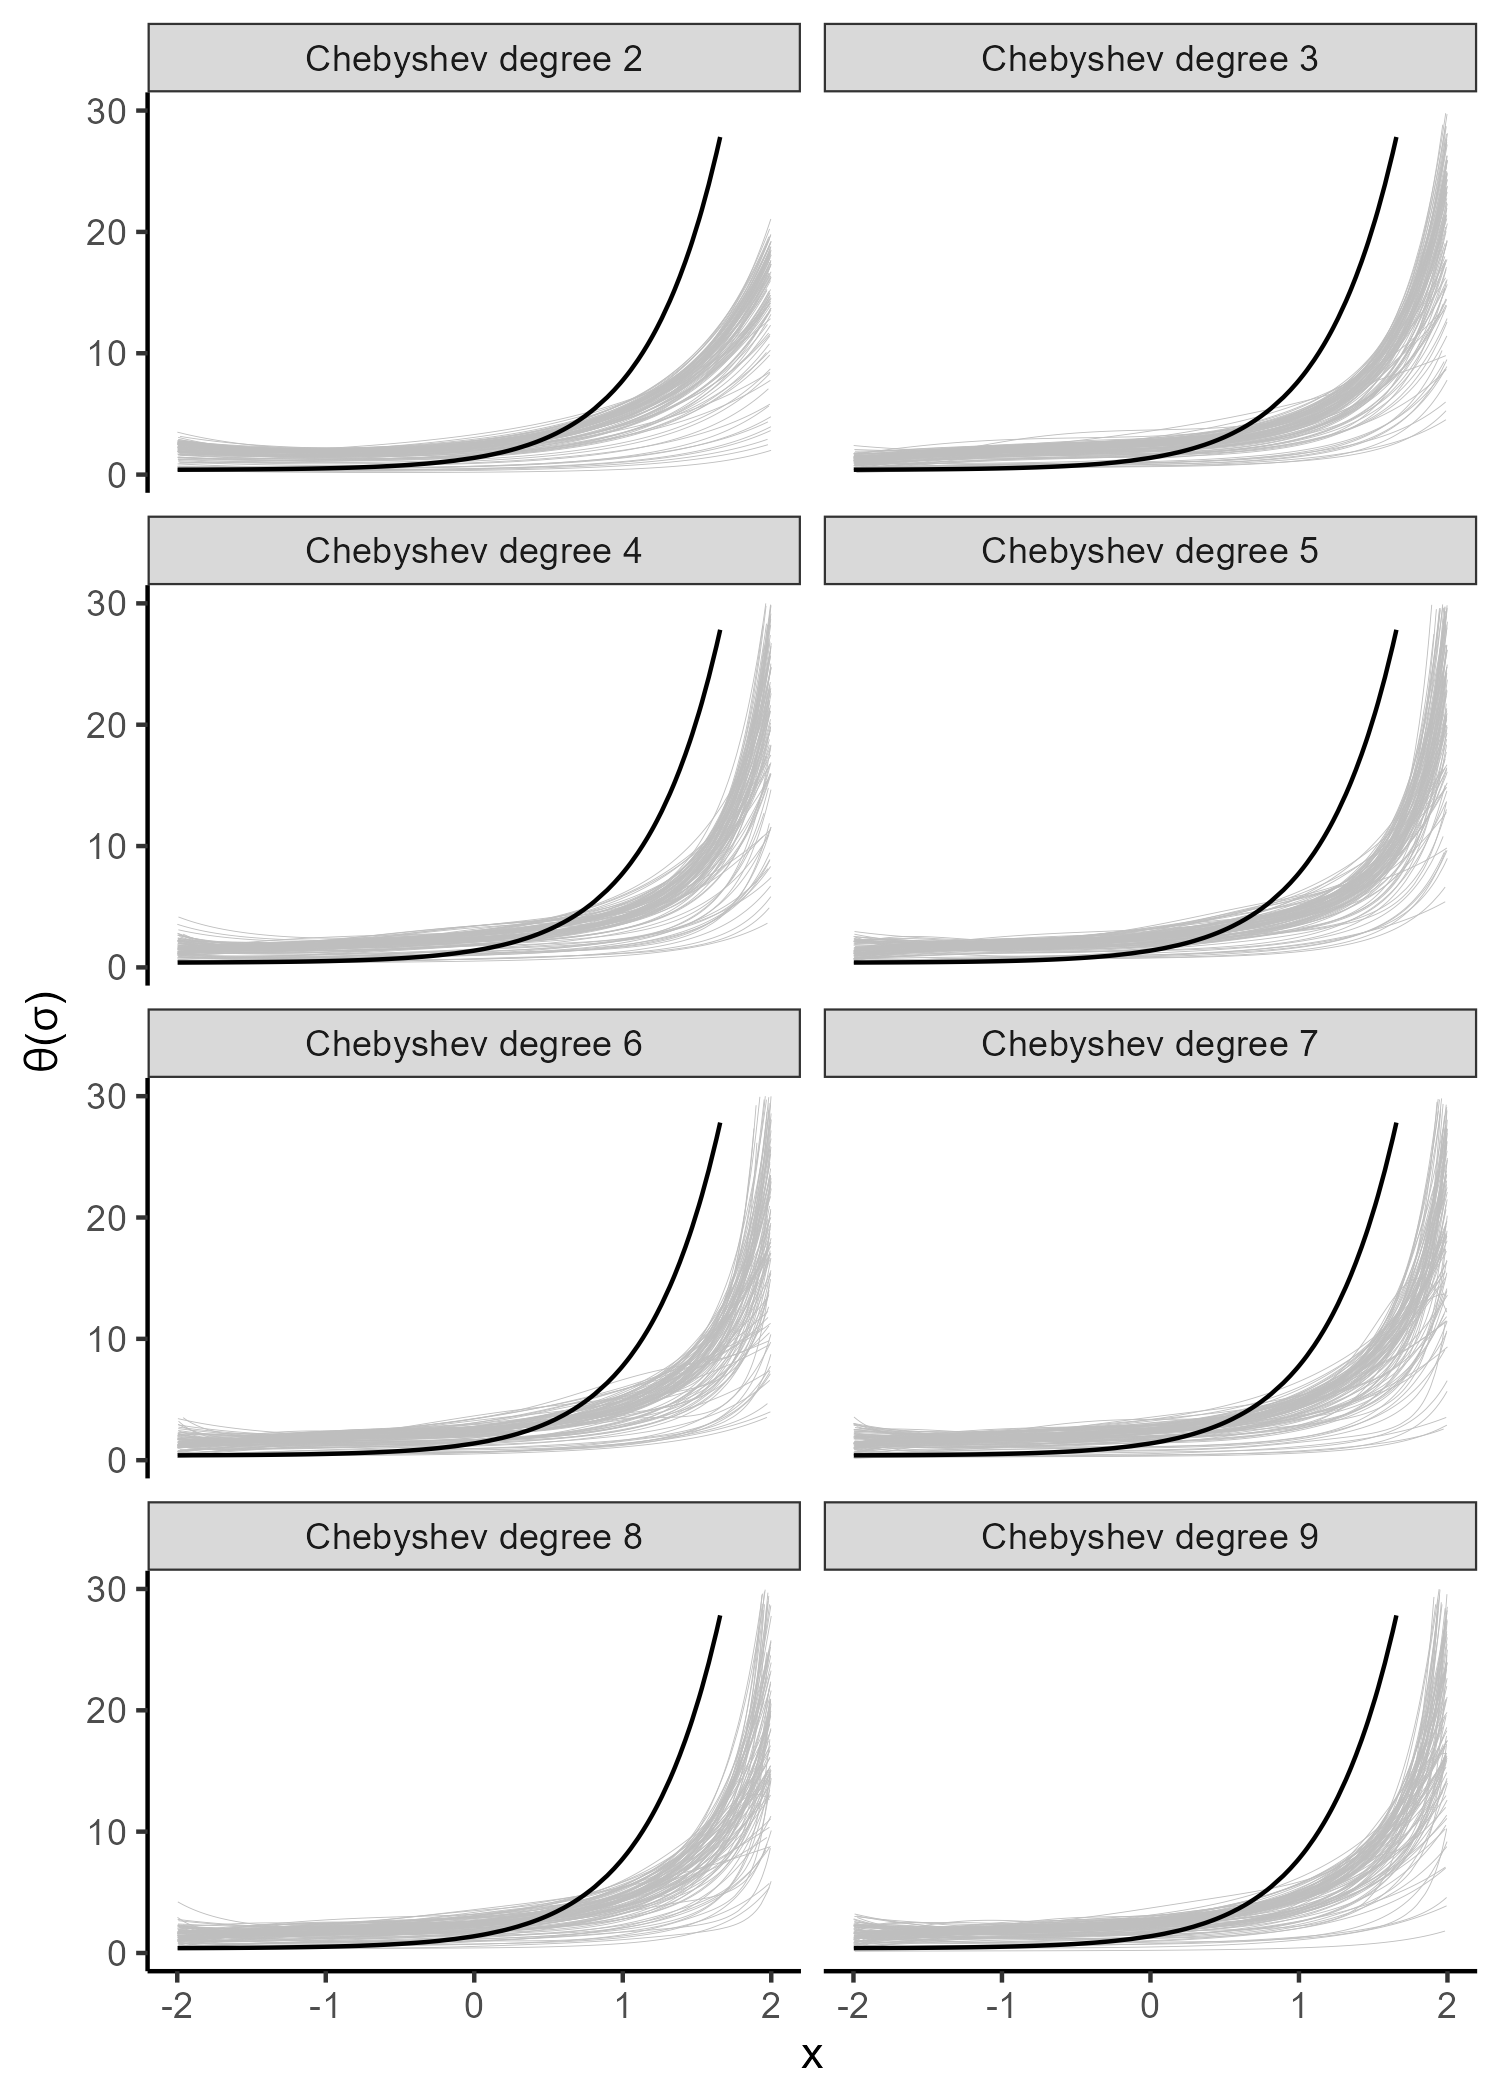 Chebyshev degree 2
Chebyshev degree 3
30
20
10
0
Chebyshev degree 4
Chebyshev degree 5
30
20
10
0
θ(σ)
Chebyshev degree 6
Chebyshev degree 7
30
20
10
0
Chebyshev degree 8
Chebyshev degree 9
30
20
10
0
-2 -1 0 1 2
-2 -1 0 1 2
x